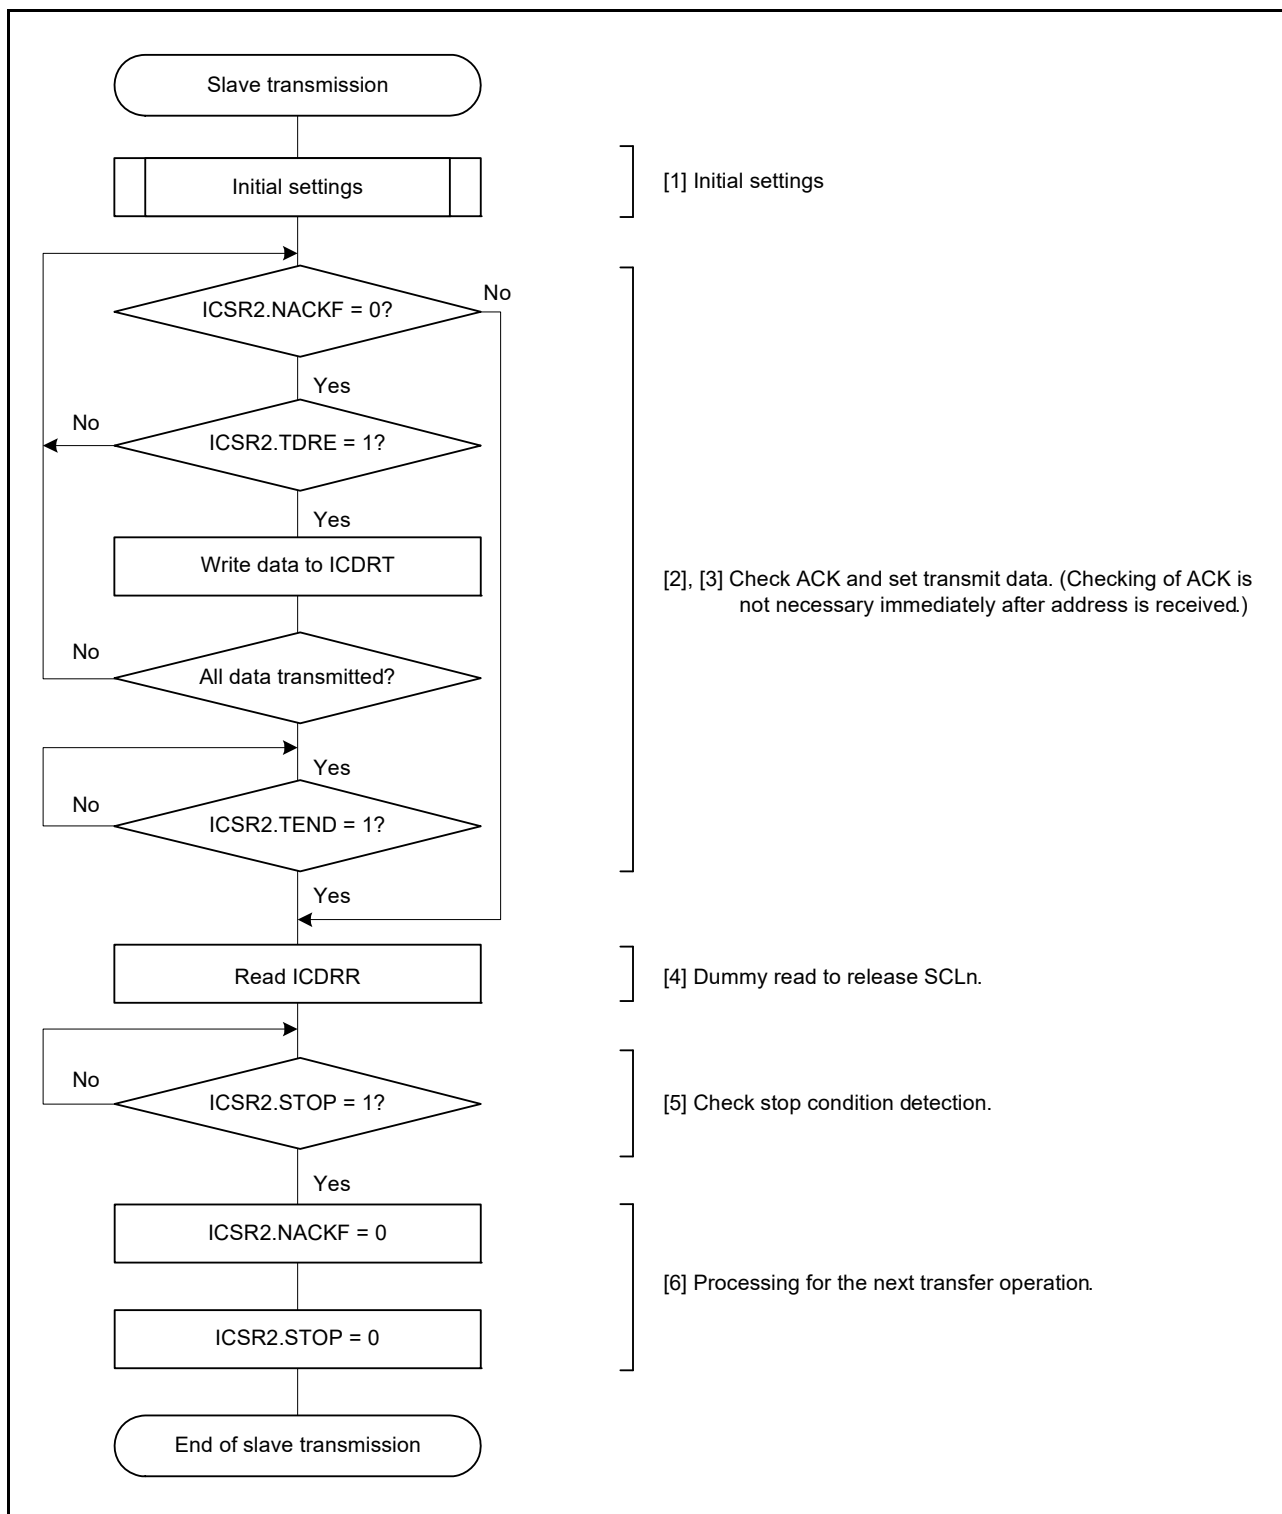 Slave transmission
Initial settings
[1] Initial settings
ICSR2.NACKF = 0?
No
Yes
No
ICSR2.TDRE = 1?
Yes
Write data to ICDRT
[2], [3] Check ACK and set transmit data. (Checking of ACK is
not necessary immediately after address is received.)
No
All data transmitted?
Yes
No
ICSR2.TEND = 1?
Yes
Read ICDRR
[4] Dummy read to release SCLn.
No
ICSR2.STOP = 1?
[5] Check stop condition detection.
Yes
ICSR2.NACKF = 0
[6] Processing for the next transfer operation.
ICSR2.STOP = 0
End of slave transmission